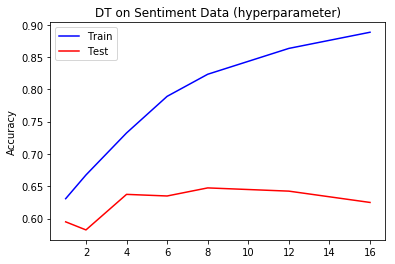 DT on Sentiment Data (hyperparameter)
Train
Test
Accuracy
0.90
0.85
0.80
0.75
0.70
0.65
0.60
2 4 6 8 10 12 14 16